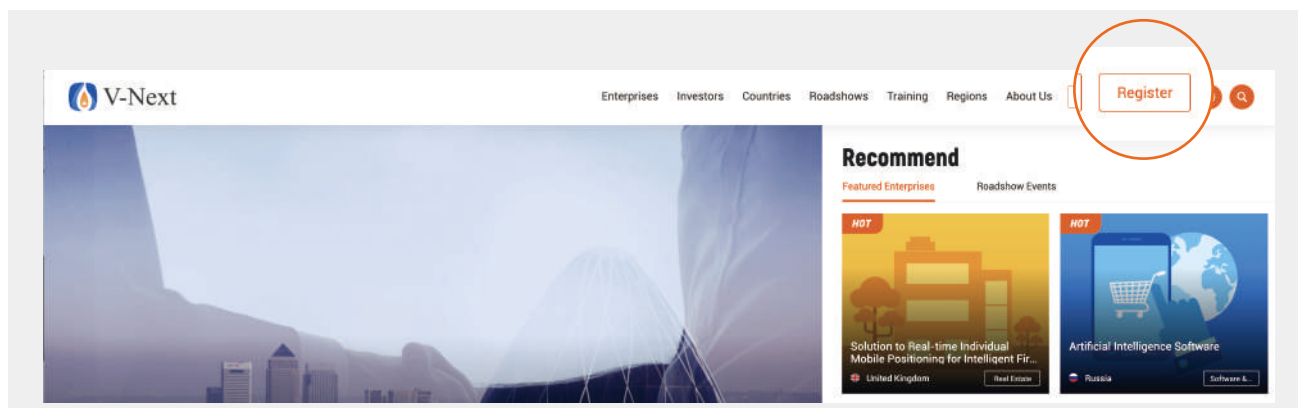 V-Next
Enterprises Investors Countries Roadshows Training Regions About Us Register
Recommend
Featured Enterprises Roadshow Events
HOT
Solution to Real-time Individual
Mobile Positioning for Intelligent Fir...
United Kingdom Real Estate
HOT
Artificial Intelligence Software
Russia Software &...